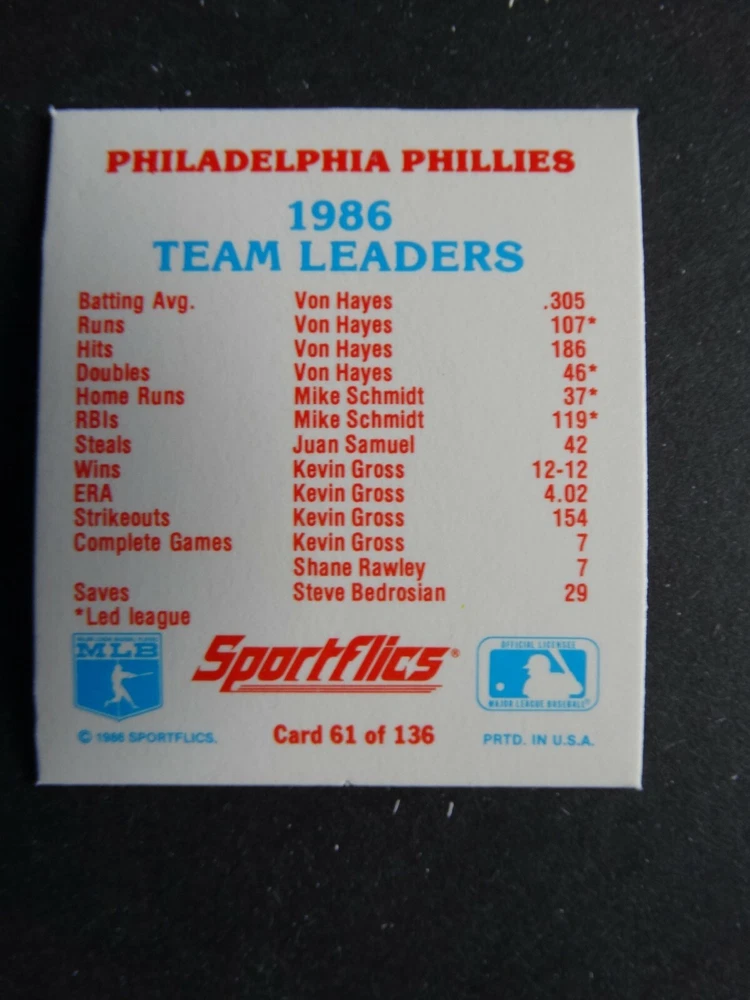 PHILADELPHIA PHILLIES
1986
TEAM LEADERS
Batting Avg. Von Hayes .305
Runs Von Hayes 107*
Hits Von Hayes 186
Doubles Von Hayes 46*
Home Runs Mike Schmidt 37*
RBIs Mike Schmidt 119*
Steals Juan Samuel 42
Wins Kevin Gross 12-12
ERA Kevin Gross 4.02
Strikeouts Kevin Gross 154
Complete Games Kevin Gross 7
Shane Rawley 7
Saves Steve Bedrosian 29
*Led league
MLB
Sportflics®
OFFICIAL LICENSEE
MAJOR LEAGUE BASEBALL®
© 1986 SPORTFLICS. Card 61 of 136 PRTD. IN U.S.A.